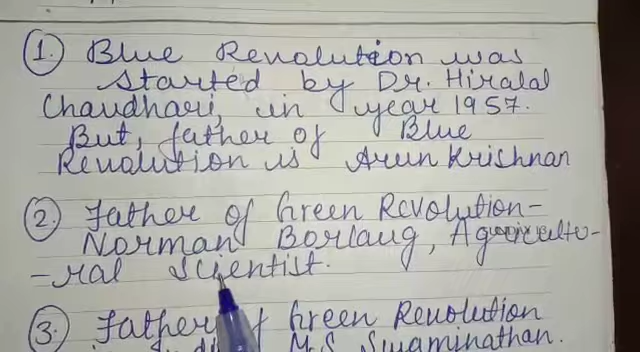 ① Blue Revolution was
started by Dr. Hiralal
Chaudhari, in year 1957.
But, father of Blue
Revolution is Arun Krishnan
② Father of Green Revolution-
Norman Borlaug, Agricultu-
-ral scientist.
③ Father of Green Revolution
M.S. Swaminathan.